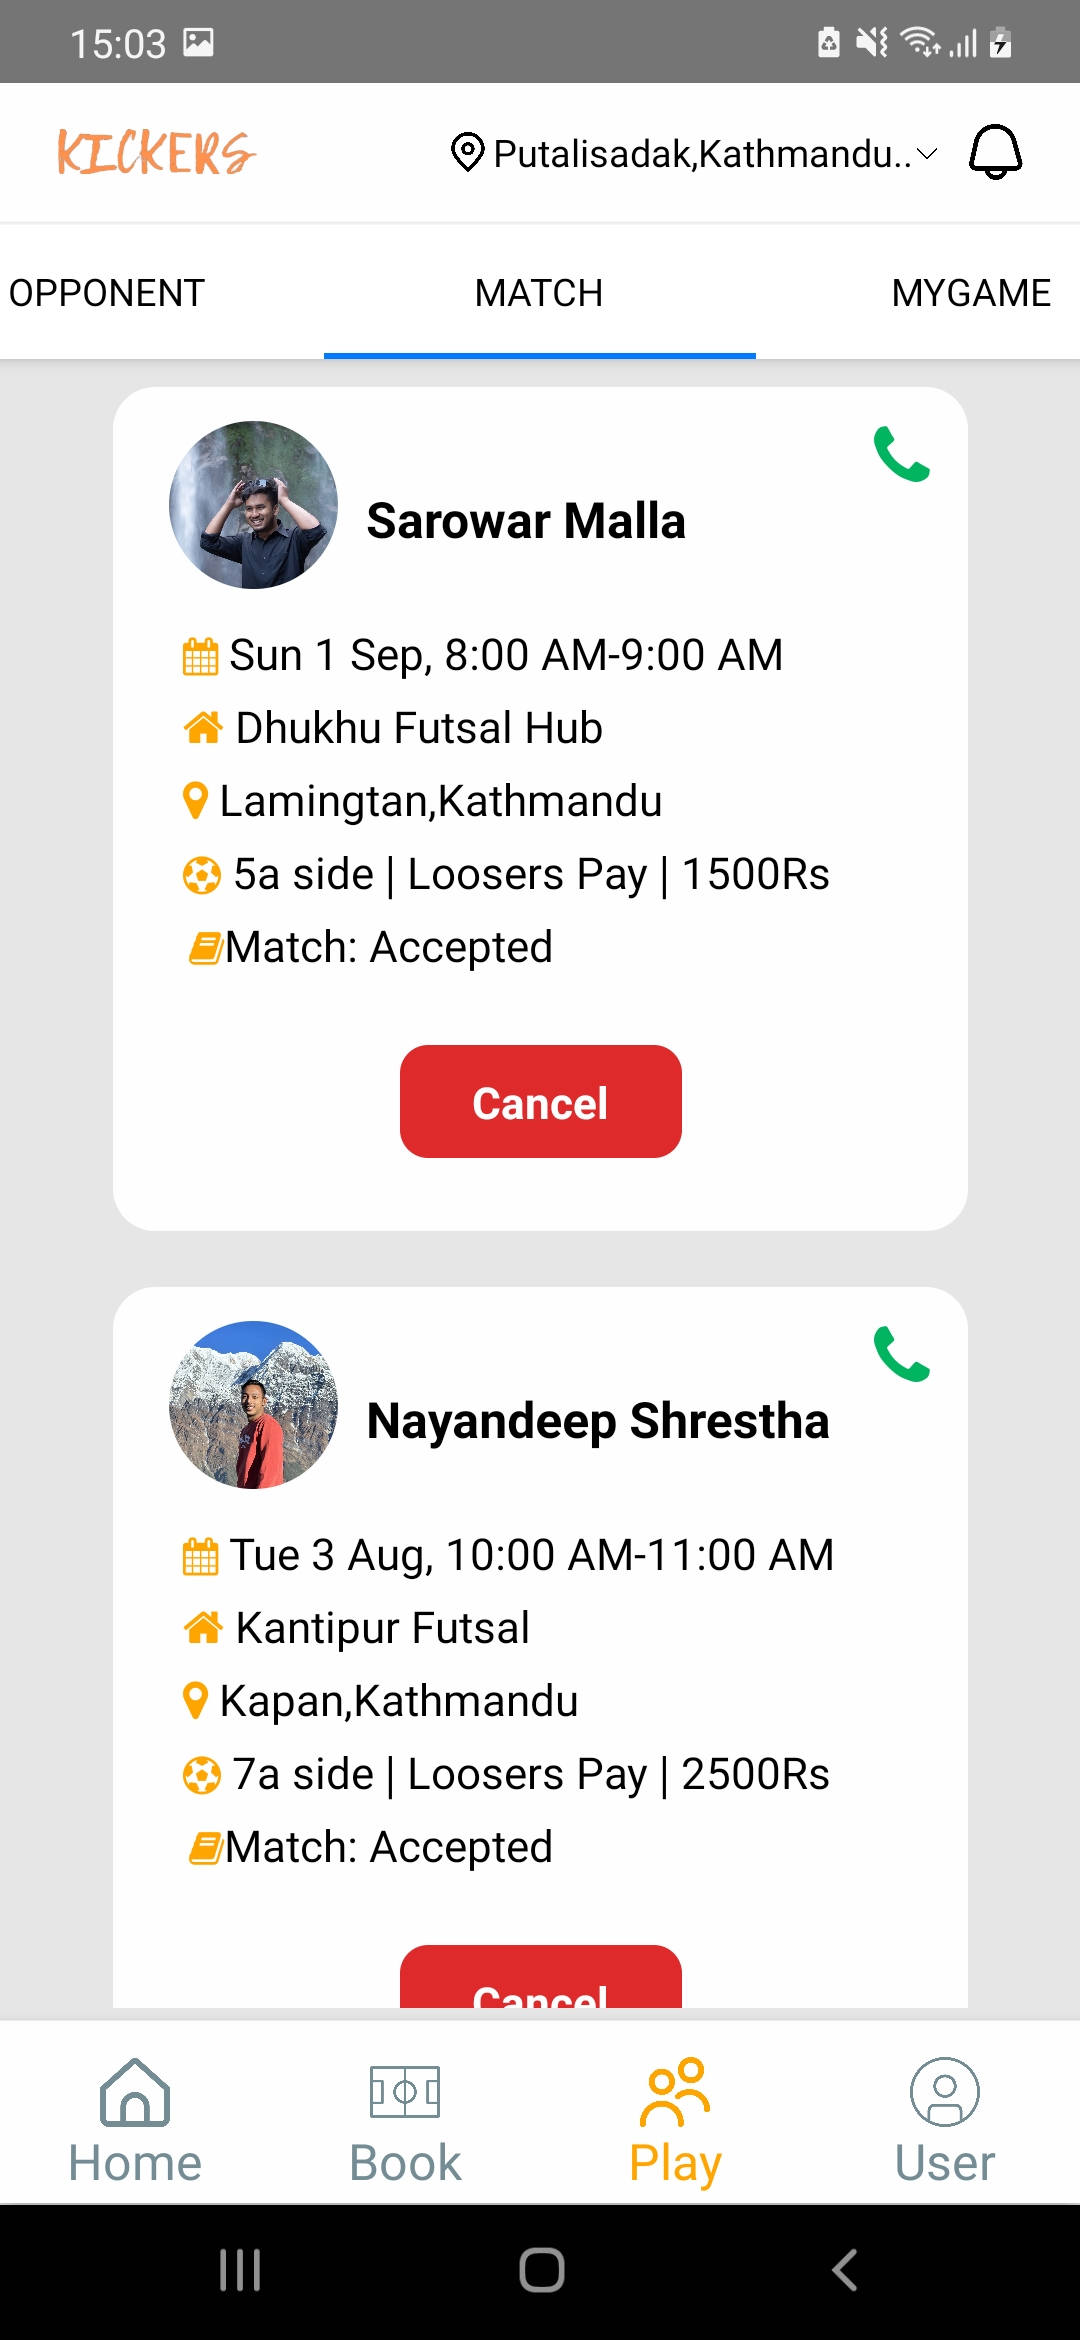 15:03
KICKERS
Putalisadak,Kathmandu..
OPPONENT MATCH MYGAME
Sarowar Malla
Sun 1 Sep, 8:00 AM-9:00 AM
Dhukhu Futsal Hub
Lamingtan,Kathmandu
5a side | Loosers Pay | 1500Rs
Match: Accepted
Cancel
Nayandeep Shrestha
Tue 3 Aug, 10:00 AM-11:00 AM
Kantipur Futsal
Kapan,Kathmandu
7a side | Loosers Pay | 2500Rs
Match: Accepted
Cancel
Home Book Play User